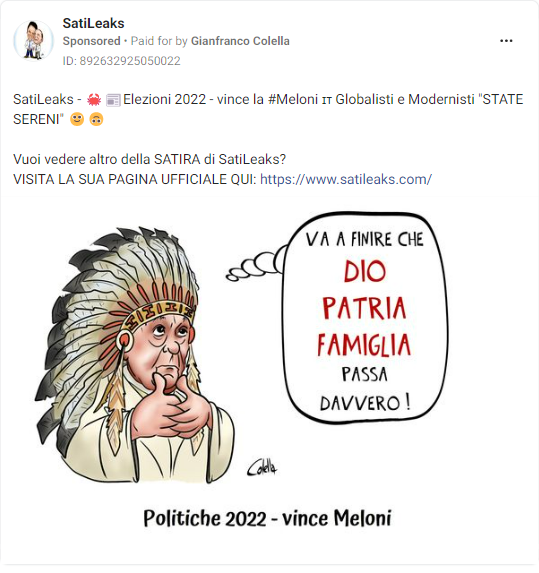 SatiLeaks
Sponsored • Paid for by Gianfranco Colella
ID: 892632925050022
SatiLeaks - 🦀 📰 Elezioni 2022 - vince la #Meloni ɪᴛ Globalisti e Modernisti "STATE
SERENI" 🙂 🙃
Vuoi vedere altro della SATIRA di SatiLeaks?
VISITA LA SUA PAGINA UFFICIALE QUI: https://www.satileaks.com/
VA A FINIRE CHE
DIO
PATRIA
FAMIGLIA
PASSA
DAVVERO!
Colella
Politiche 2022 - vince Meloni